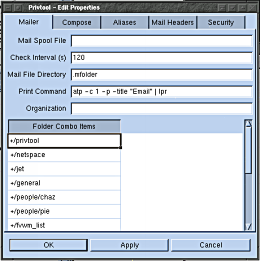 Privtool - Edit Properties
Mailer Compose Aliases Mail Headers Security
Mail Spool File
Check Interval (s) 120
Mail File Directory .mfolder
Print Command atp -c 1 -p -title "Email" | lpr
Organization
Folder Combo Items
+/privtool
+/netspace
+/jet
+/general
+/people/chaz
+/people/pie
+/fvwm_list
OK Apply Cancel